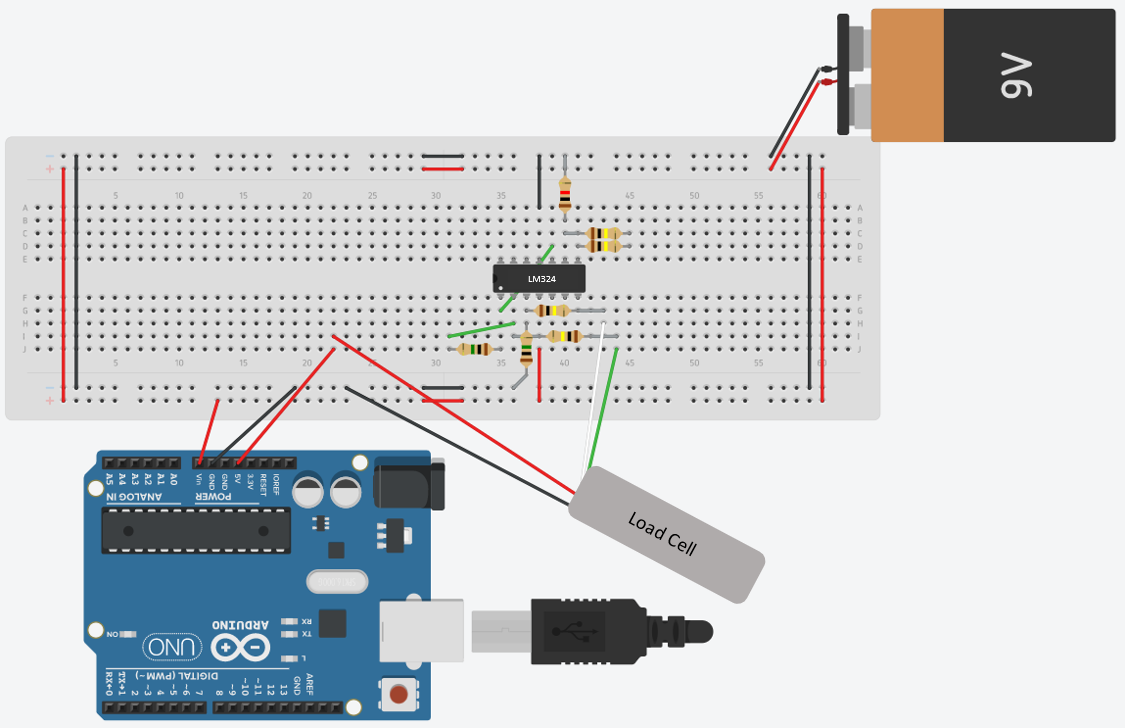 9V
5 10 15 20 25 30 35 40 45 50 55 60
A A
B B
C C
D D
E E
LM324
F F
G G
H H
I I
J J
5 10 15 20 25 30 35 40 45 50 55 60
A5 A4 A3 A2 A1 A0 Vin GND GND 5V 3.3V RESET IOREF
ANALOG IN POWER
Load Cell
ON UNO ARDUINO RX
TX
L
DIGITAL (PWM ~)
RX←0 TX→1 2 ~3 4 ~5 ~6 7 8 ~9 ~10 ~11 12 13 GND AREF